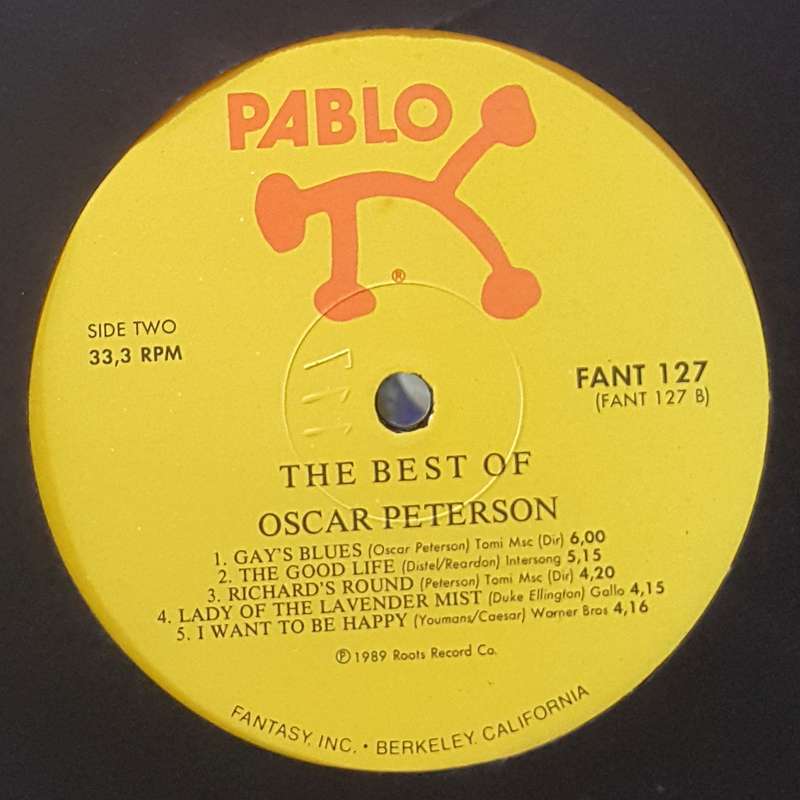 PABLO
®
SIDE TWO
33,3 RPM
FANT 127
(FANT 127 B)
THE BEST OF
OSCAR PETERSON
1. GAY'S BLUES (Oscar Peterson) Tomi Msc (Dir) 6,00
2. THE GOOD LIFE (Distel/Reardon) Intersong 5,15
3. RICHARD'S ROUND (Peterson) Tomi Msc (Dir) 4,20
4. LADY OF THE LAVENDER MIST (Duke Ellington) Gallo 4,15
5. I WANT TO BE HAPPY (Youmans/Caesar) Warner Bros 4,16
℗ 1989 Roots Record Co.
FANTASY, INC. • BERKELEY, CALIFORNIA